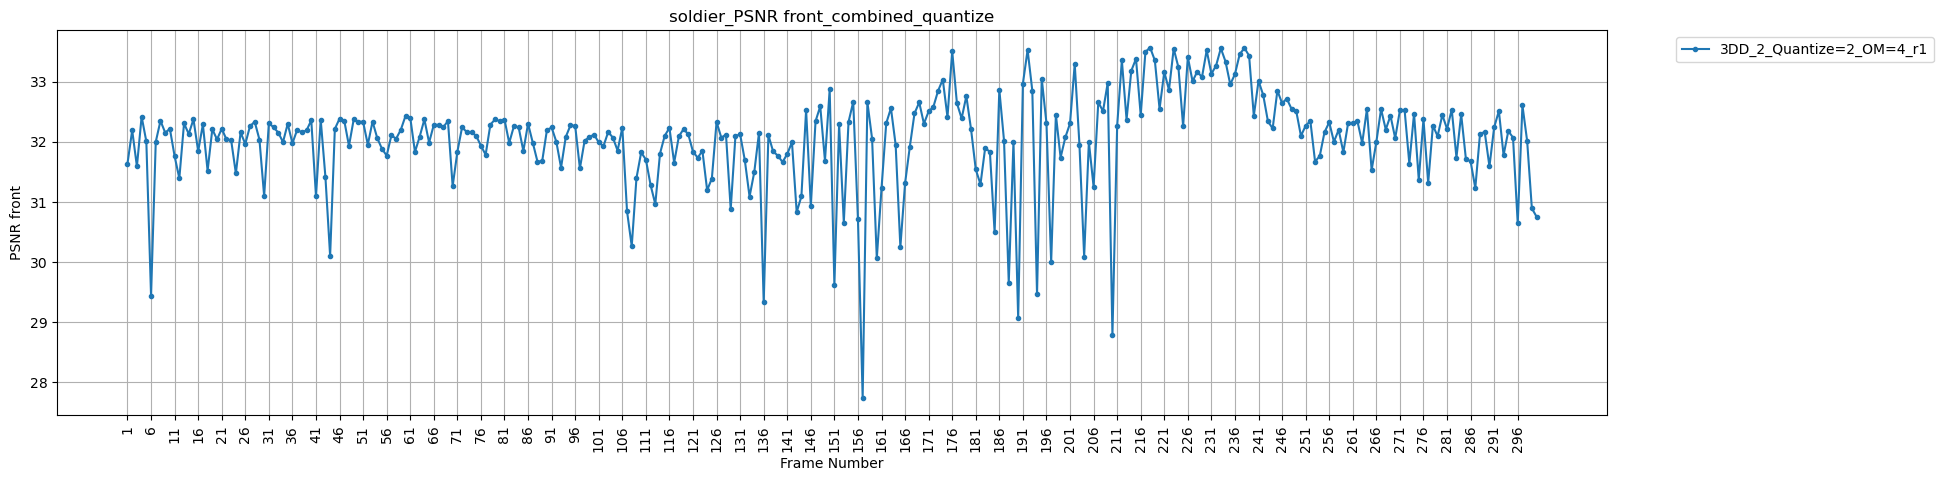 soldier_PSNR front_combined_quantize
3DD_2_Quantize=2_OM=4_r1
PSNR front
33
32
31
30
29
28
1 6 11 16 21 26 31 36 41 46 51 56 61 66 71 76 81 86 91 96 101 106 111 116 121 126 131 136 141 146 151 156 161 166 171 176 181 186 191 196 201 206 211 216 221 226 231 236 241 246 251 256 261 266 271 276 281 286 291 296
Frame Number